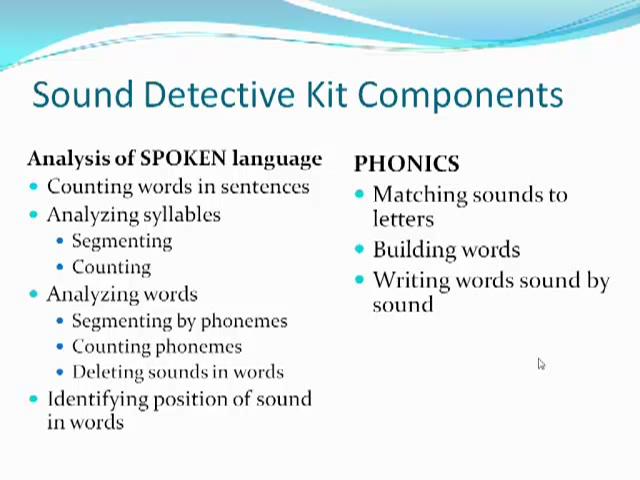 Sound Detective Kit Components
Analysis of SPOKEN language
Counting words in sentences
Analyzing syllables
Segmenting
Counting
Analyzing words
Segmenting by phonemes
Counting phonemes
Deleting sounds in words
Identifying position of sound
in words
PHONICS
Matching sounds to
letters
Building words
Writing words sound by
sound